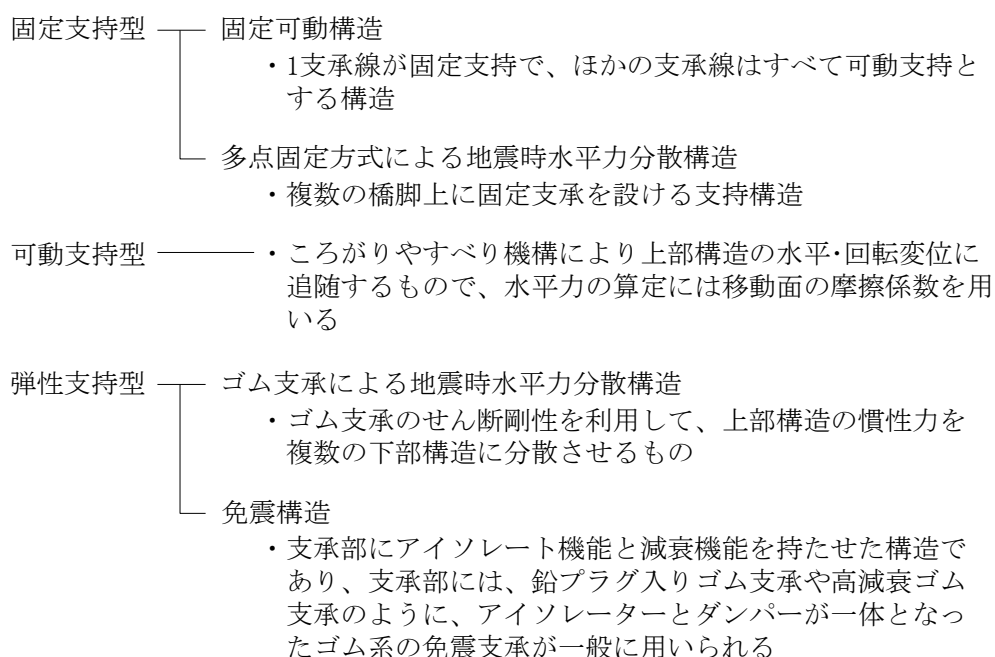 固定支持型 固定可動構造
・1支承線が固定支持で、ほかの支承線はすべて可動支持と
する構造
多点固定方式による地震時水平力分散構造
・複数の橋脚上に固定支承を設ける支持構造
可動支持型 ・ころがりやすべり機構により上部構造の水平・回転変位に
追随するもので、水平力の算定には移動面の摩擦係数を用
いる
弾性支持型 ゴム支承による地震時水平力分散構造
・ゴム支承のせん断剛性を利用して、上部構造の慣性力を
複数の下部構造に分散させるもの
免震構造
・支承部にアイソレート機能と減衰機能を持たせた構造で
あり、支承部には、鉛プラグ入りゴム支承や高減衰ゴム
支承のように、アイソレーターとダンパーが一体となっ
たゴム系の免震支承が一般に用いられる